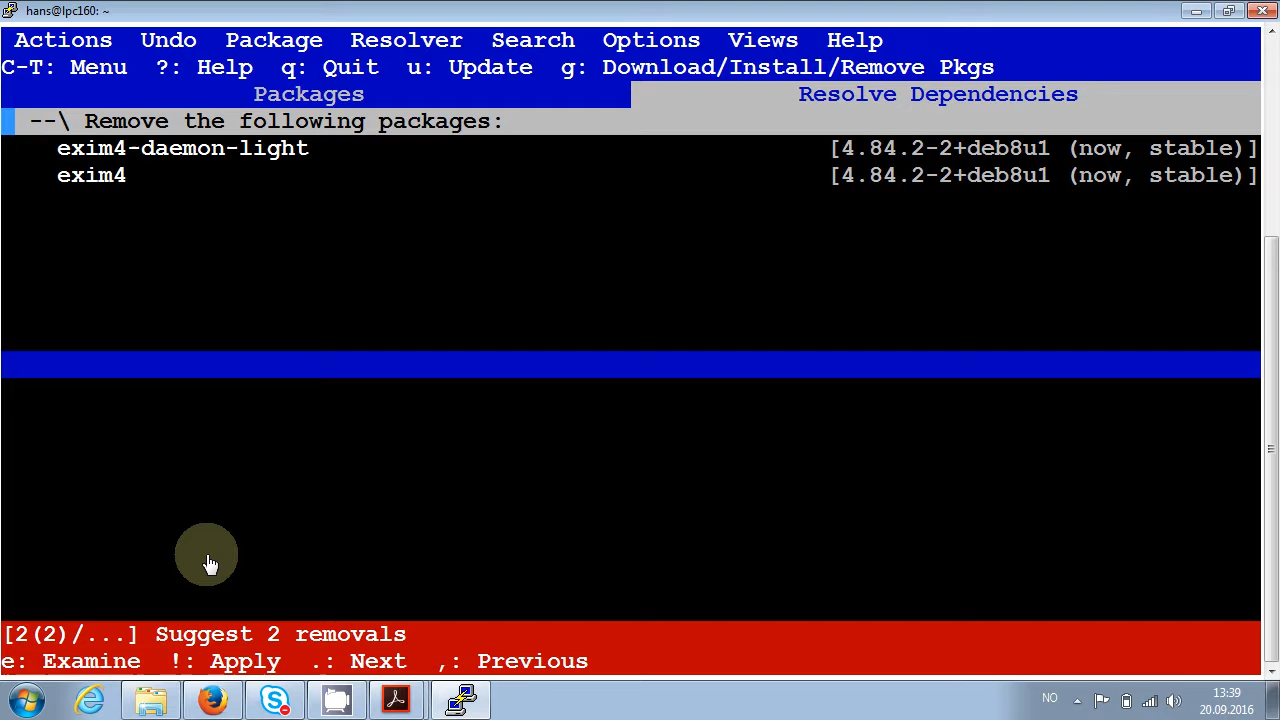 hans@lpc160: ~
Actions Undo Package Resolver Search Options Views Help
C-T: Menu ?: Help q: Quit u: Update g: Download/Install/Remove Pkgs
Packages Resolve Dependencies
--\ Remove the following packages:
exim4-daemon-light [4.84.2-2+deb8u1 (now, stable)]
exim4 [4.84.2-2+deb8u1 (now, stable)]
[2(2)/...] Suggest 2 removals
e: Examine !: Apply .: Next ,: Previous
NO
13:39
20.09.2016